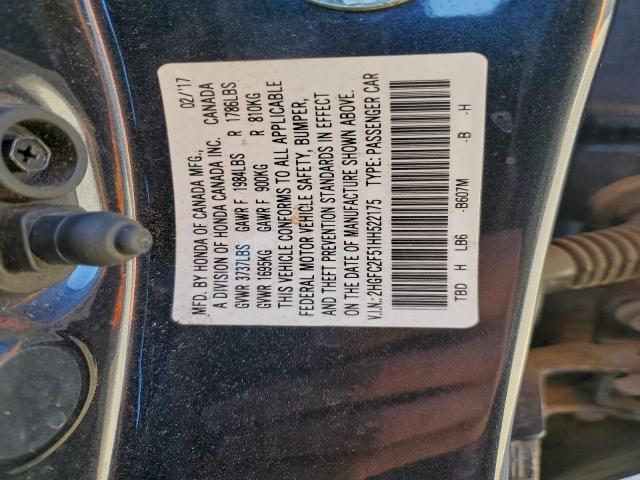 MFD. BY HONDA OF CANADA MFG. 02/'17
A DIVISION OF HONDA CANADA INC. CANADA
GVWR 3737LBS GAWR F 1984LBS R 1786LBS
GVWR 1695KG GAWR F 900KG R 810KG
THIS VEHICLE CONFORMS TO ALL APPLICABLE
FEDERAL MOTOR VEHICLE SAFETY, BUMPER,
AND THEFT PREVENTION STANDARDS IN EFFECT
ON THE DATE OF MANUFACTURE SHOWN ABOVE.
V.I.N.:2HGFC2F51HH522175 TYPE:PASSENGER CAR
TBD H LB6 -B607M -B -H